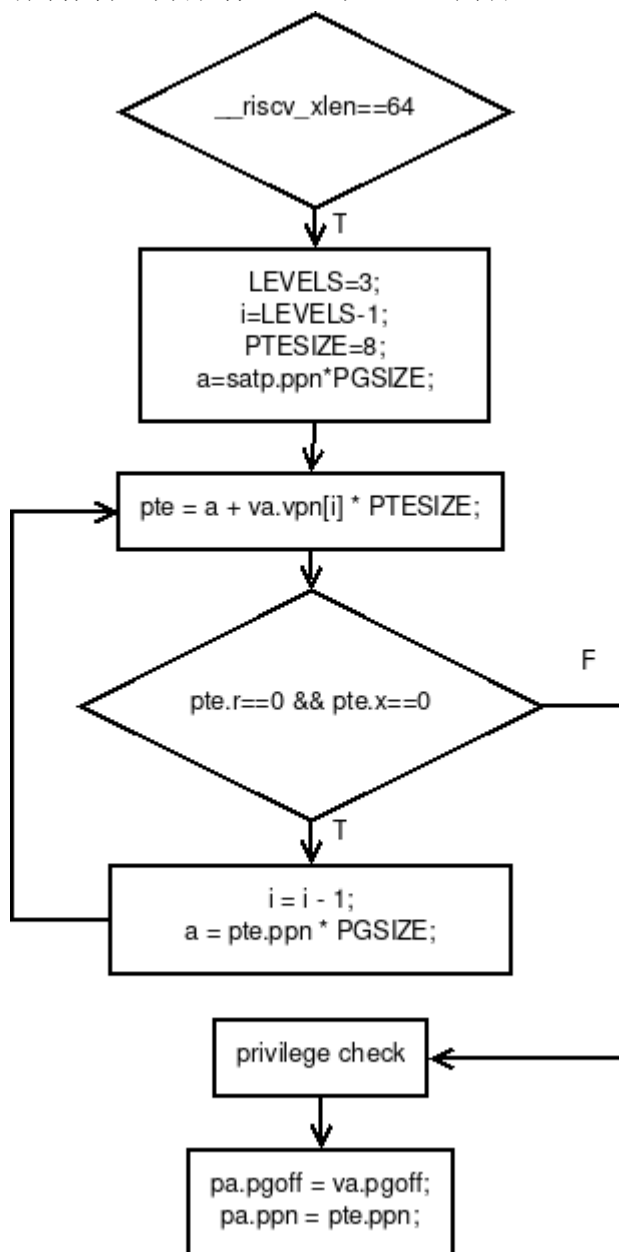 __riscv_xlen==64
T
LEVELS=3;
i=LEVELS-1;
PTESIZE=8;
a=satp.ppn*PGSIZE;
pte = a + va.vpn[i] * PTESIZE;
F
pte.r==0 && pte.x==0
T
i = i - 1;
a = pte.ppn * PGSIZE;
privilege check
pa.pgoff = va.pgoff;
pa.ppn = pte.ppn;